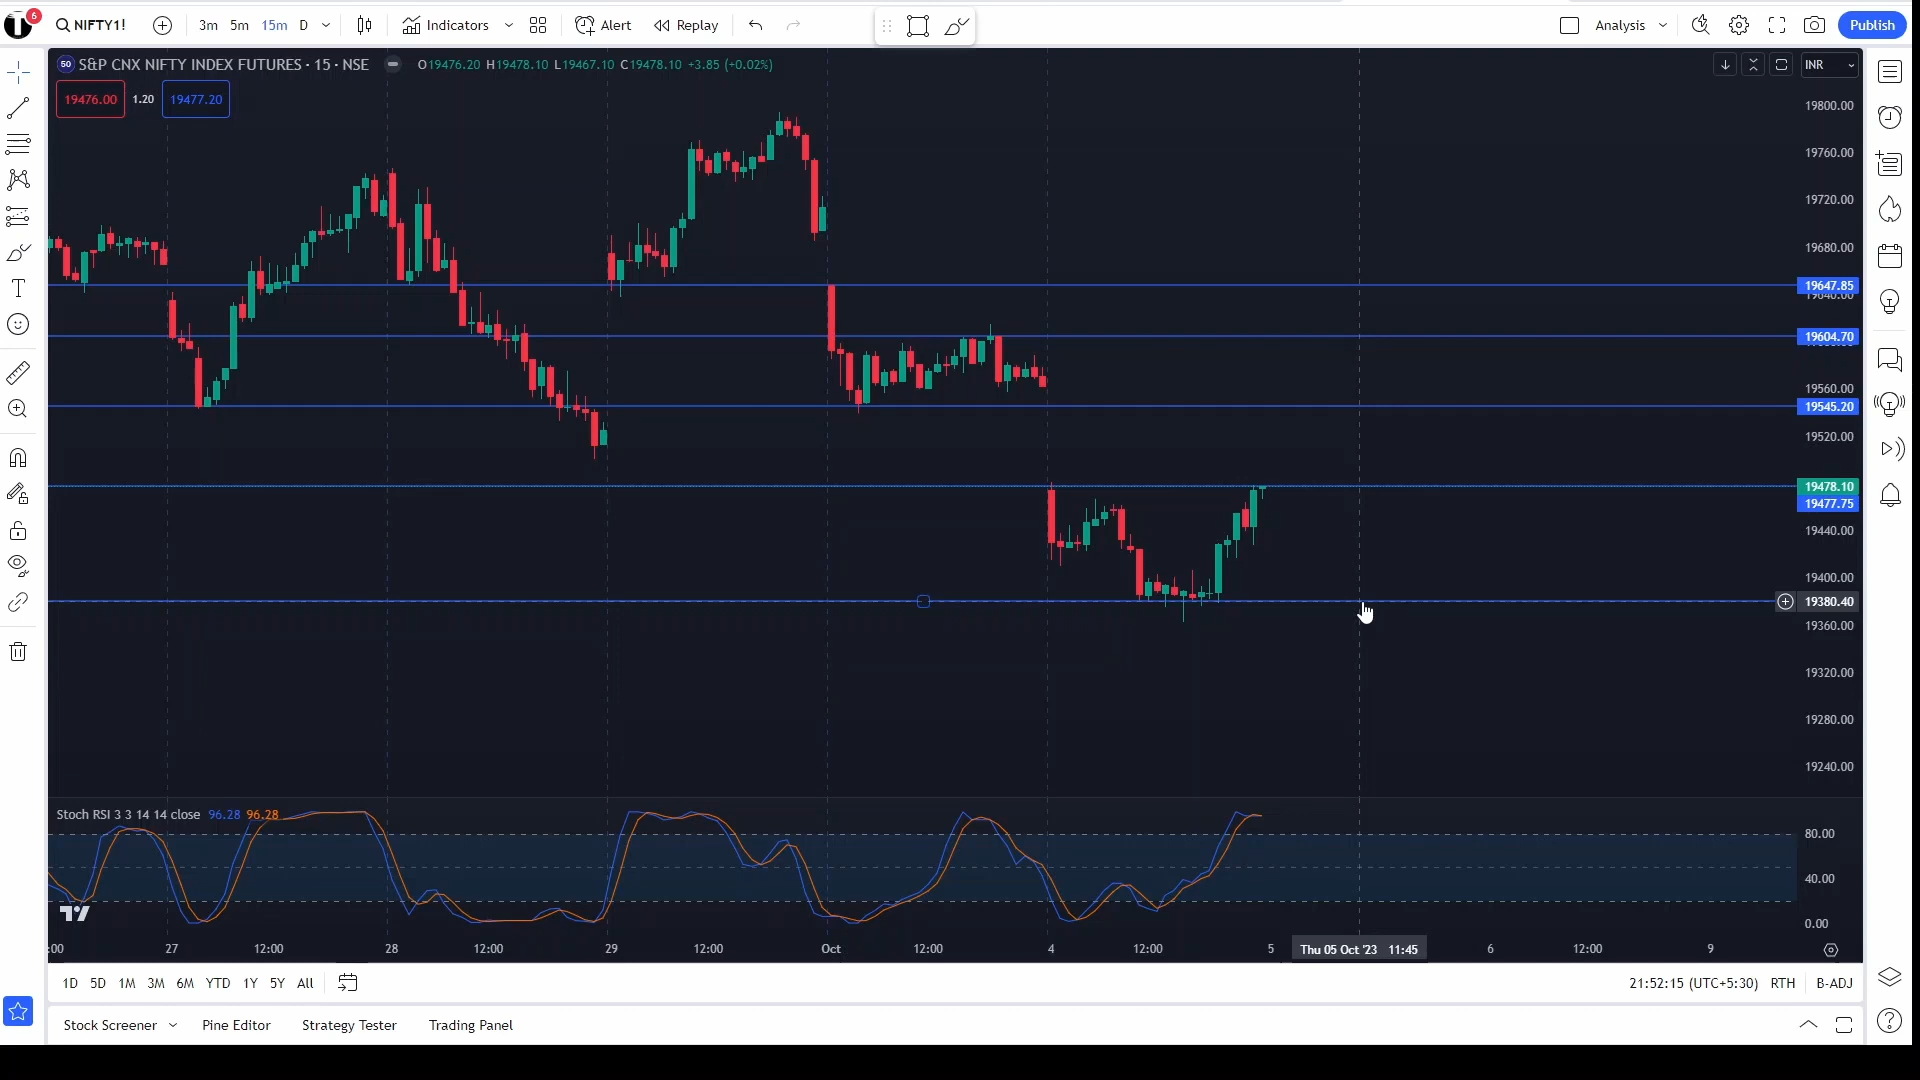 6
NIFTY1!
3m 5m 15m D
Indicators
Alert
Replay
Analysis
Publish
50 S&P CNX NIFTY INDEX FUTURES · 15 · NSE
O19476.20 H19478.10 L19467.10 C19478.10 +3.85 (+0.02%)
INR
19476.00 1.20 19477.20
19800.00
19760.00
19720.00
19680.00
19647.85
19640.00
19604.70
19560.00
19545.20
19520.00
19478.10
19477.75
19440.00
19400.00
19380.40
19360.00
19320.00
19280.00
19240.00
Stoch RSI 3 3 14 14 close 96.28 96.28
80.00
40.00
0.00
:00 27 12:00 28 12:00 29 12:00 Oct 12:00 4 12:00 5 Thu 05 Oct '23 11:45 6 12:00 9
1D 5D 1M 3M 6M YTD 1Y 5Y All
21:52:15 (UTC+5:30) RTH B-ADJ
Stock Screener Pine Editor Strategy Tester Trading Panel